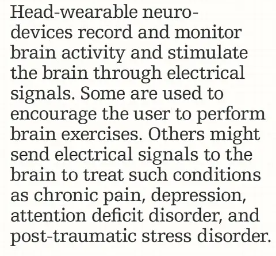 Head-wearable neuro-
devices record and monitor
brain activity and stimulate
the brain through electrical
signals. Some are used to
encourage the user to perform
brain exercises. Others might
send electrical signals to the
brain to treat such conditions
as chronic pain, depression,
attention deficit disorder, and
post-traumatic stress disorder.